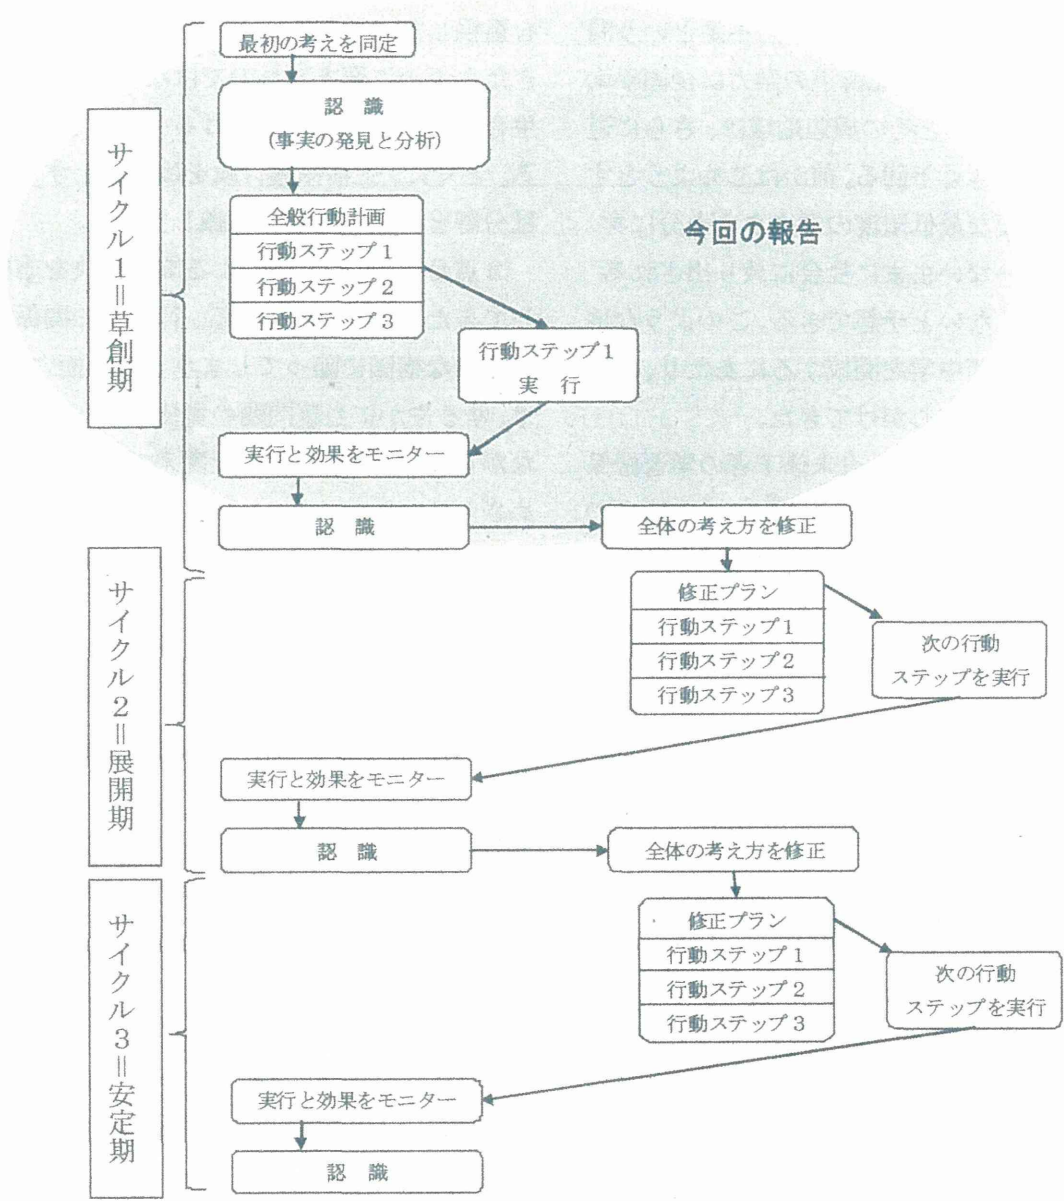 サイクル1＝草創期
最初の考えを同定
認 識
(事実の発見と分析)
全般行動計画
行動ステップ1
行動ステップ2
行動ステップ3
今回の報告
行動ステップ1
実 行
実行と効果をモニター
認 識
全体の考え方を修正
サイクル2＝展開期
修正プラン
行動ステップ1
行動ステップ2
行動ステップ3
次の行動
ステップを実行
実行と効果をモニター
認 識
全体の考え方を修正
サイクル3＝安定期
修正プラン
行動ステップ1
行動ステップ2
行動ステップ3
次の行動
ステップを実行
実行と効果をモニター
認 識